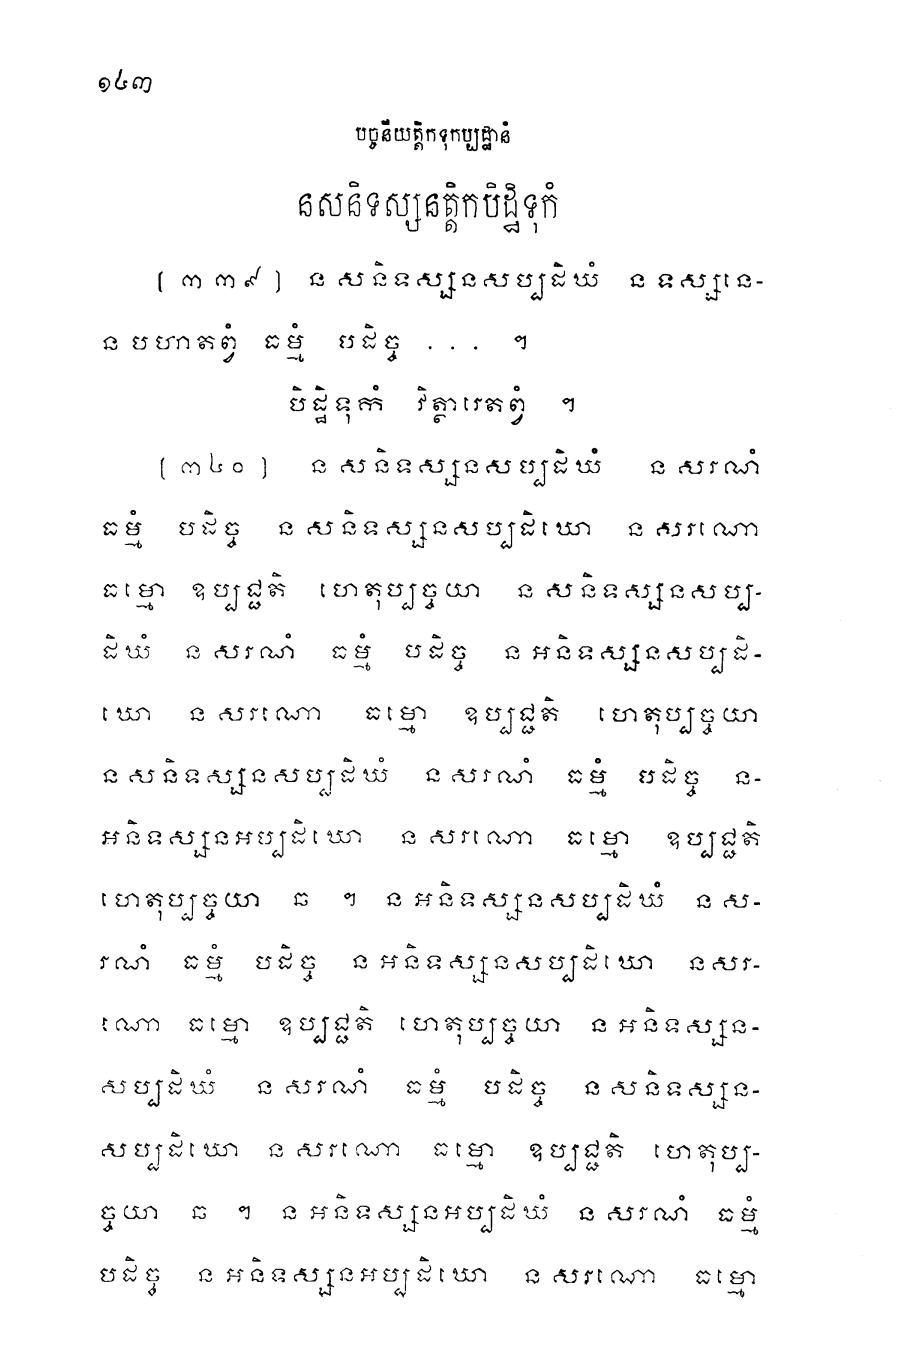 ១៤៣
បច្ចនីយត្តិកទុកប្បដ្ឋានំ
នសនិទស្សនត្តិកបិដ្ឋិទុកំ
(៣៣៩) ន សនិទស្សនសប្បដិឃំ ន ទស្សនេ-
ន បហាតព្វំ ធម្មំ បដិច្ច . . . ។
បិដ្ឋិទុកំ វិត្ថារេតព្វំ ។
(៣៤០) ន សនិទស្សនសប្បដិឃំ ន សរណំ
ធម្មំ បដិច្ច ន សនិទស្សនសប្បដិឃោ ន សរណោ
ធម្មោ ឧប្បជ្ជតិ ហេតុប្បច្ចយា ន សនិទស្សនសប្ប-
ដិឃំ ន សរណំ ធម្មំ បដិច្ច ន អនិទស្សនសប្បដិ-
ឃោ ន សរណោ ធម្មោ ឧប្បជ្ជតិ ហេតុប្បច្ចយា
ន សនិទស្សនសប្បដិឃំ ន សរណំ ធម្មំ បដិច្ច ន-
អនិទស្សនអប្បដិឃោ ន សរណោ ធម្មោ ឧប្បជ្ជតិ
ហេតុប្បច្ចយា ឆ ។ ន អនិទស្សនសប្បដិឃំ ន ស-
រណំ ធម្មំ បដិច្ច ន អនិទស្សនសប្បដិឃោ ន សរ-
ណោ ធម្មោ ឧប្បជ្ជតិ ហេតុប្បច្ចយា ន អនិទស្សន-
សប្បដិឃំ ន សរណំ ធម្មំ បដិច្ច ន សនិទស្សន-
សប្បដិឃោ ន សរណោ ធម្មោ ឧប្បជ្ជតិ ហេតុប្ប-
ច្ចយា ឆ ។ ន អនិទស្សនអប្បដិឃំ ន សរណំ ធម្មំ
បដិច្ច ន អនិទស្សនអប្បដិឃោ ន សរណោ ធម្មោ